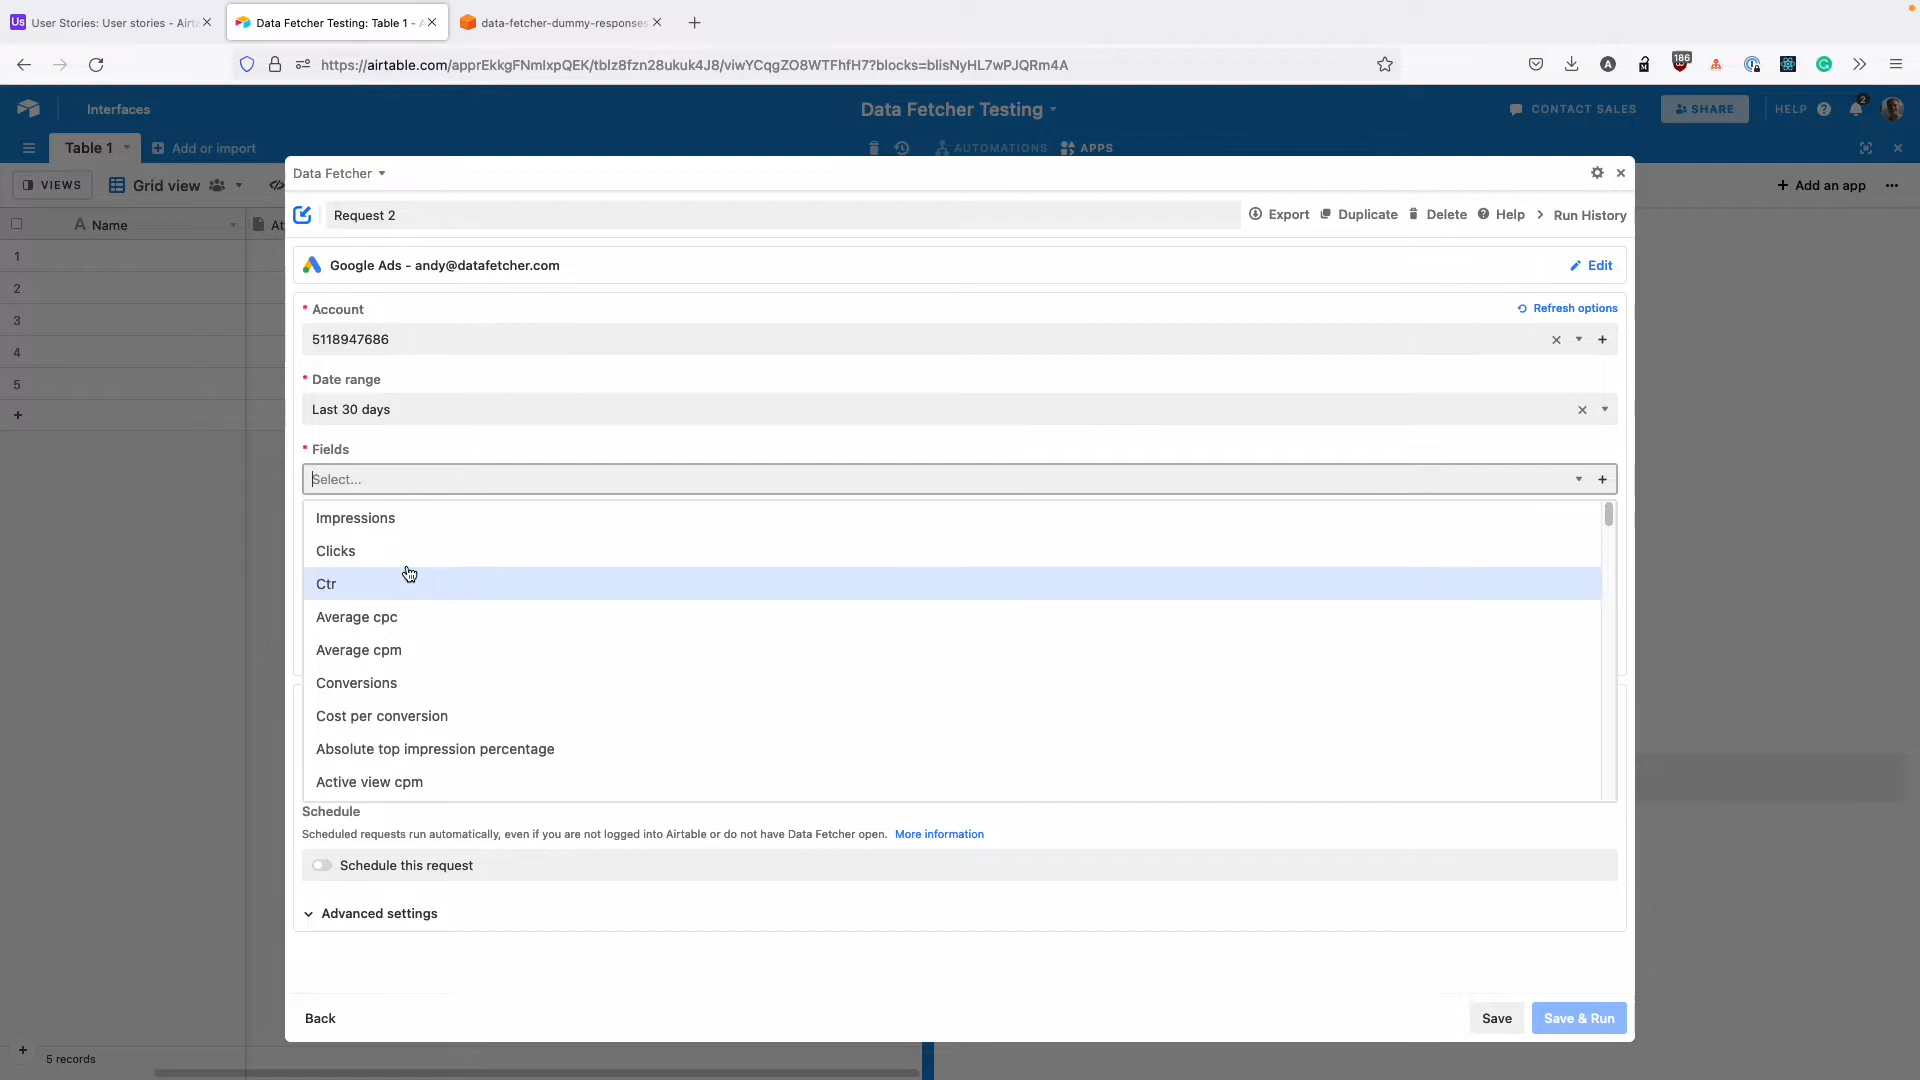 Us User Stories: User stories - Airta
Data Fetcher Testing: Table 1 - A
data-fetcher-dummy-responses
https://airtable.com/apprEkkgFNmIxpQEK/tblz8fzn28ukuk4J8/viwYCqgZO8WTFhfH7?blocks=blisNyHL7wPJQRm4A
186
Interfaces
Data Fetcher Testing
CONTACT SALES
SHARE
HELP
2
Table 1
Add or import
AUTOMATIONS
APPS
VIEWS
Grid view
Add an app
Data Fetcher
Name
At
Request 2
Export
Duplicate
Delete
Help
Run History
1
2
3
4
5
Google Ads - andy@datafetcher.com
Edit
* Account
Refresh options
5118947686
* Date range
Last 30 days
* Fields
Select...
Impressions
Clicks
Ctr
Average cpc
Average cpm
Conversions
Cost per conversion
Absolute top impression percentage
Active view cpm
Schedule
Scheduled requests run automatically, even if you are not logged into Airtable or do not have Data Fetcher open. More information
Schedule this request
Advanced settings
Back
Save
Save & Run
5 records